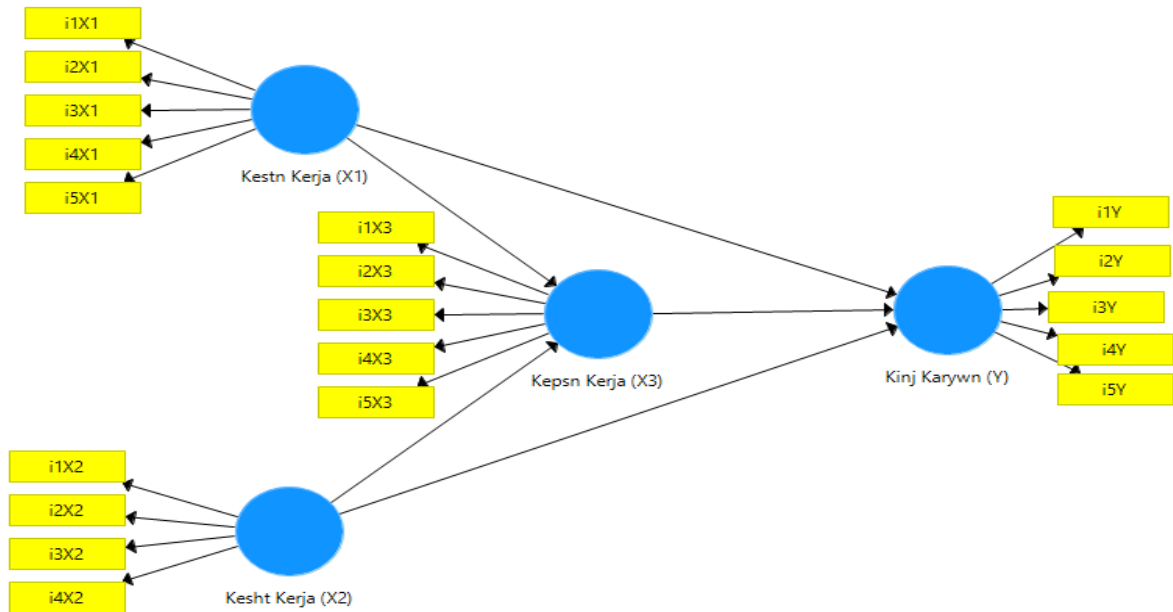 i1X1
i2X1
i3X1
i4X1
i5X1
Kestn Kerja (X1)
i1X3
i2X3
i3X3
i4X3
i5X3
Kepsn Kerja (X3)
i1Y
i2Y
i3Y
i4Y
i5Y
Kinj Karywn (Y)
i1X2
i2X2
i3X2
i4X2
Kesht Kerja (X2)